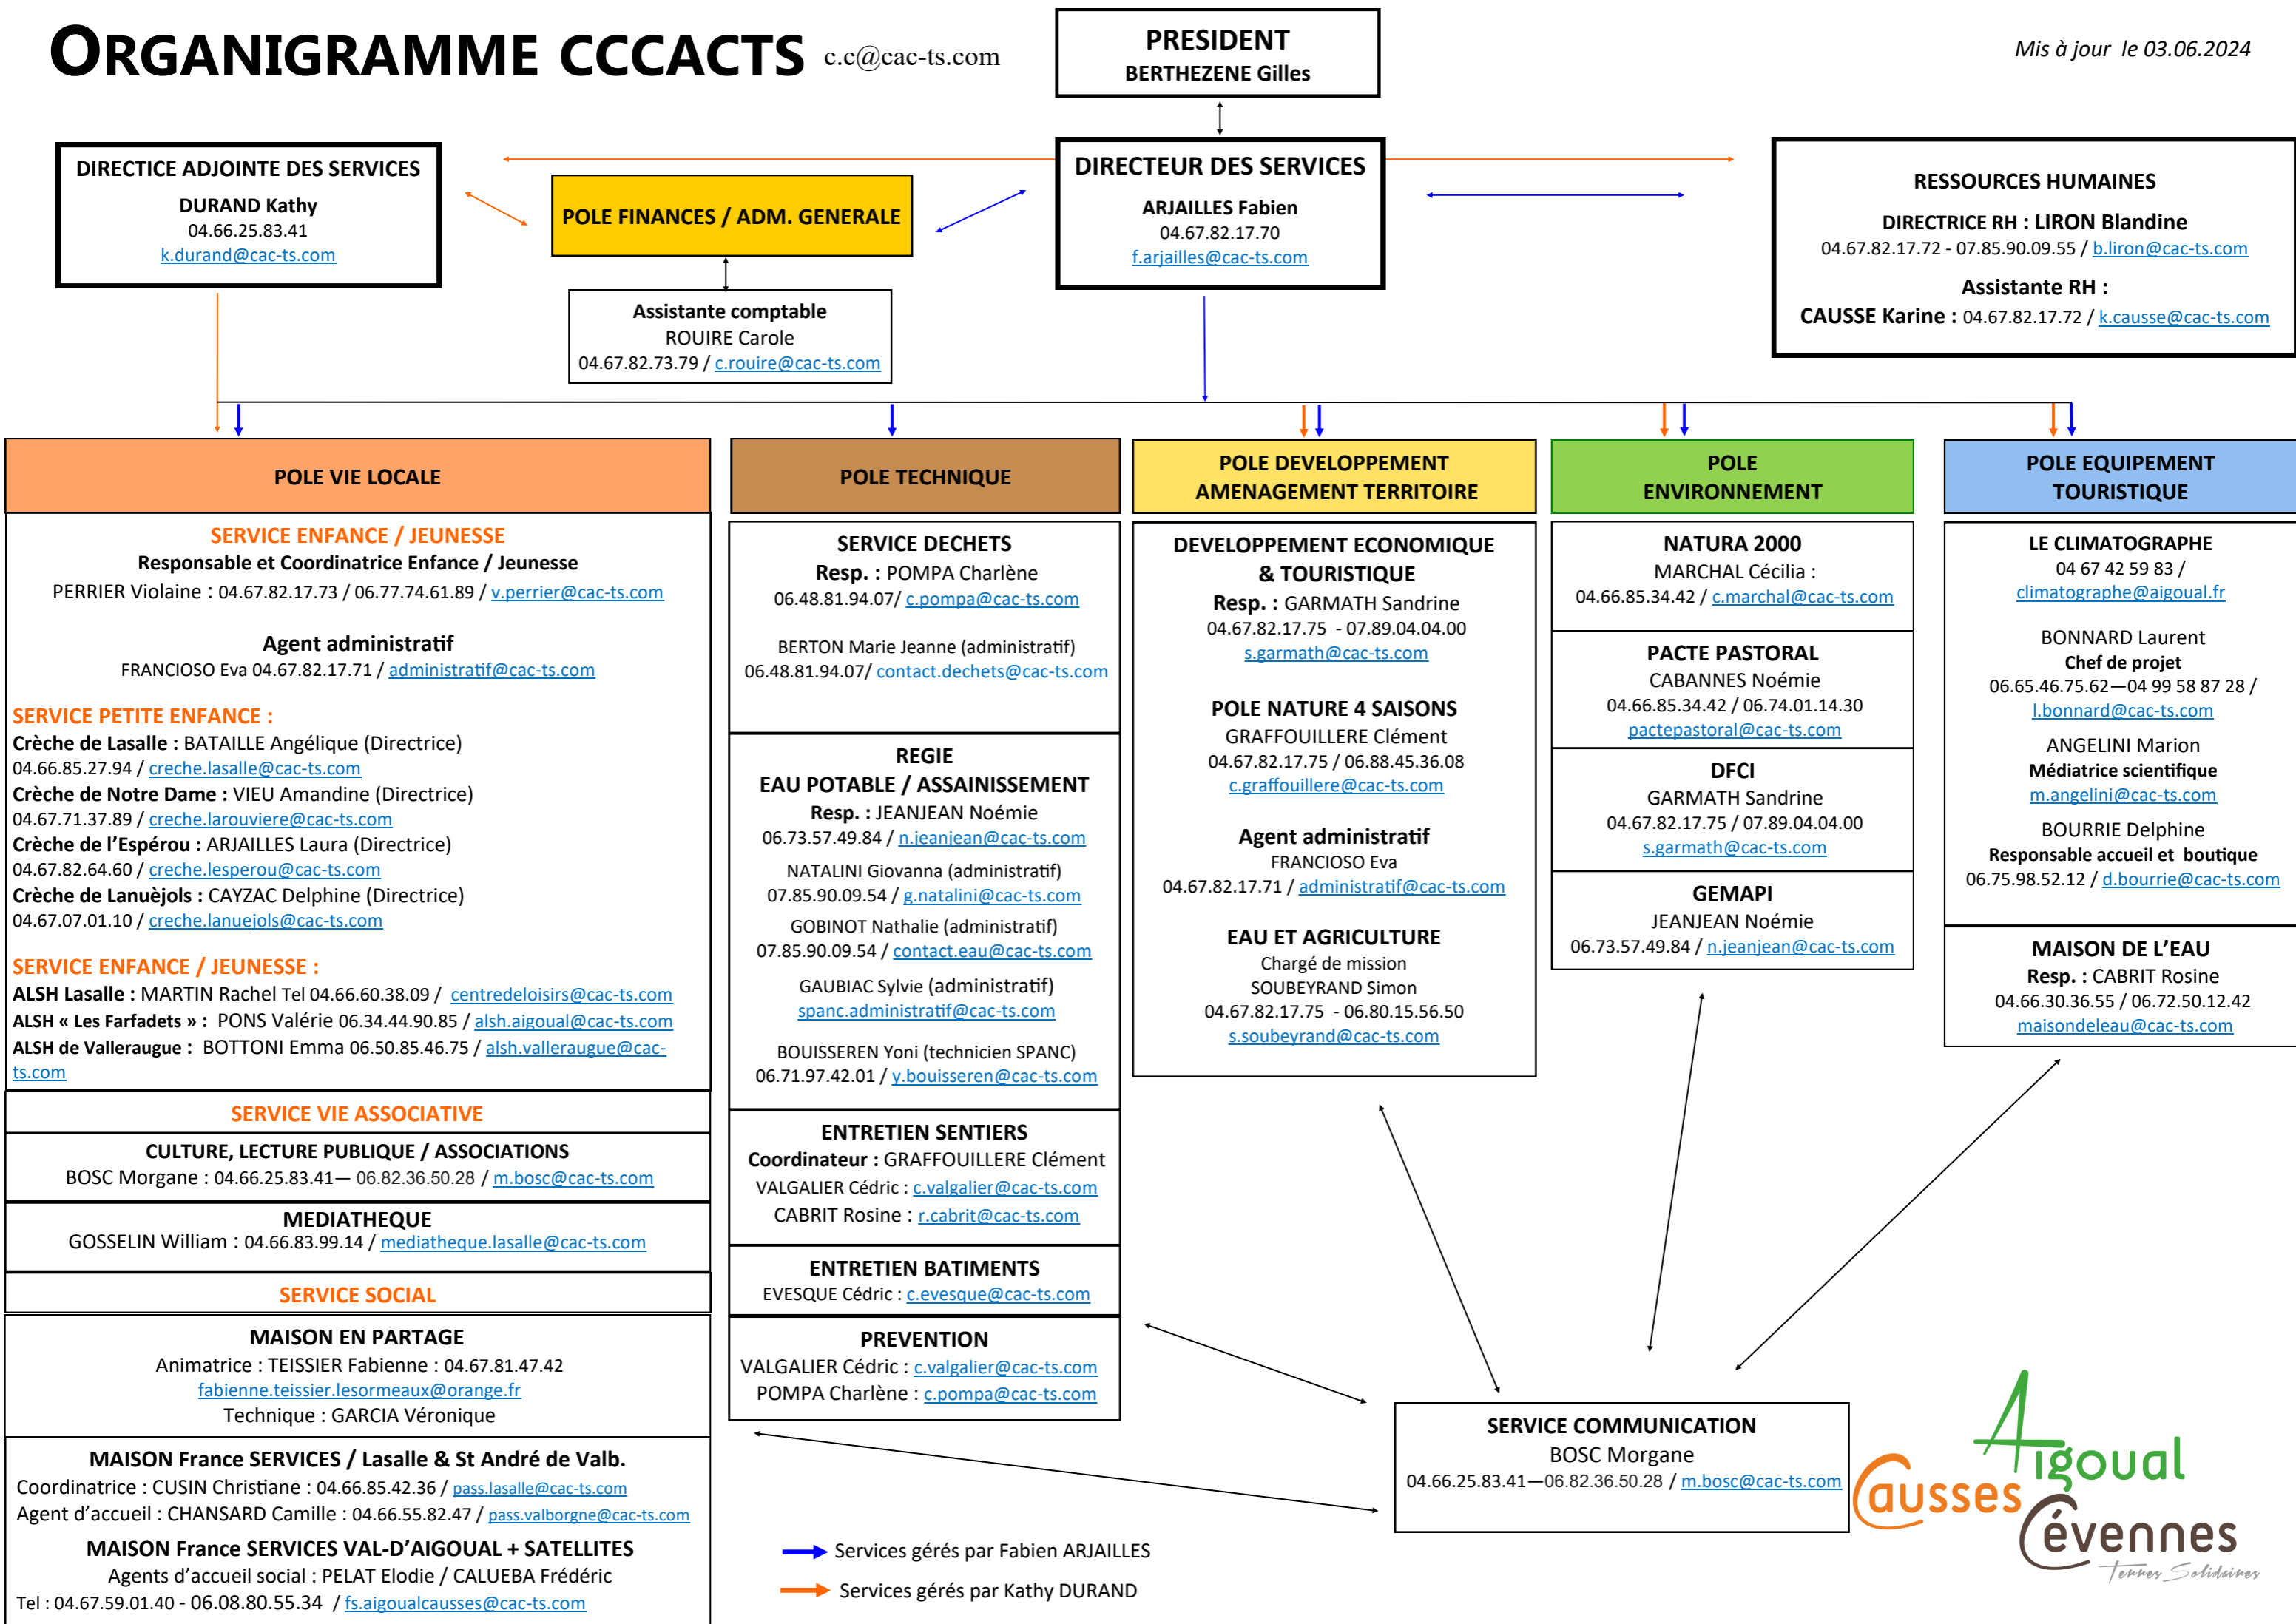 ORGANIGRAMME CCCACTS c.c@cac-ts.com
PRESIDENT
BERTHEZENE Gilles
Mis à jour le 03.06.2024
DIRECTICE ADJOINTE DES SERVICES
DURAND Kathy
04.66.25.83.41
k.durand@cac-ts.com
POLE FINANCES / ADM. GENERALE
Assistante comptable
ROUIRE Carole
04.67.82.73.79 / c.rouire@cac-ts.com
DIRECTEUR DES SERVICES
ARJAILLES Fabien
04.67.82.17.70
f.arjailles@cac-ts.com
RESSOURCES HUMAINES
DIRECTRICE RH : LIRON Blandine
04.67.82.17.72 - 07.85.90.09.55 / b.liron@cac-ts.com
Assistante RH :
CAUSSE Karine : 04.67.82.17.72 / k.causse@cac-ts.com
POLE VIE LOCALE
SERVICE ENFANCE / JEUNESSE
Responsable et Coordinatrice Enfance / Jeunesse
PERRIER Violaine : 04.67.82.17.73 / 06.77.74.61.89 / v.perrier@cac-ts.com
Agent administratif
FRANCIOSO Eva 04.67.82.17.71 / administratif@cac-ts.com
SERVICE PETITE ENFANCE :
Crèche de Lasalle : BATAILLE Angélique (Directrice)
04.66.85.27.94 / creche.lasalle@cac-ts.com
Crèche de Notre Dame : VIEU Amandine (Directrice)
04.67.71.37.89 / creche.larouviere@cac-ts.com
Crèche de l’Espérou : ARJAILLES Laura (Directrice)
04.67.82.64.60 / creche.lesperou@cac-ts.com
Crèche de Lanuèjols : CAYZAC Delphine (Directrice)
04.67.07.01.10 / creche.lanuejols@cac-ts.com
SERVICE ENFANCE / JEUNESSE :
ALSH Lasalle : MARTIN Rachel Tel 04.66.60.38.09 / centredeloisirs@cac-ts.com
ALSH « Les Farfadets » : PONS Valérie 06.34.44.90.85 / alsh.aigoual@cac-ts.com
ALSH de Valleraugue : BOTTONI Emma 06.50.85.46.75 / alsh.valleraugue@cac-
ts.com
SERVICE VIE ASSOCIATIVE
CULTURE, LECTURE PUBLIQUE / ASSOCIATIONS
BOSC Morgane : 04.66.25.83.41— 06.82.36.50.28 / m.bosc@cac-ts.com
MEDIATHEQUE
GOSSELIN William : 04.66.83.99.14 / mediatheque.lasalle@cac-ts.com
SERVICE SOCIAL
MAISON EN PARTAGE
Animatrice : TEISSIER Fabienne : 04.67.81.47.42
fabienne.teissier.lesormeaux@orange.fr
Technique : GARCIA Véronique
MAISON France SERVICES / Lasalle & St André de Valb.
Coordinatrice : CUSIN Christiane : 04.66.85.42.36 / pass.lasalle@cac-ts.com
Agent d’accueil : CHANSARD Camille : 04.66.55.82.47 / pass.valborgne@cac-ts.com
MAISON France SERVICES VAL-D’AIGOUAL + SATELLITES
Agents d’accueil social : PELAT Elodie / CALUEBA Frédéric
Tel : 04.67.59.01.40 - 06.08.80.55.34 / fs.aigoualcausses@cac-ts.com
POLE TECHNIQUE
SERVICE DECHETS
Resp. : POMPA Charlène
06.48.81.94.07/ c.pompa@cac-ts.com
BERTON Marie Jeanne (administratif)
06.48.81.94.07/ contact.dechets@cac-ts.com
REGIE
EAU POTABLE / ASSAINISSEMENT
Resp. : JEANJEAN Noémie
06.73.57.49.84 / n.jeanjean@cac-ts.com
NATALINI Giovanna (administratif)
07.85.90.09.54 / g.natalini@cac-ts.com
GOBINOT Nathalie (administratif)
07.85.90.09.54 / contact.eau@cac-ts.com
GAUBIAC Sylvie (administratif)
spanc.administratif@cac-ts.com
BOUISSEREN Yoni (technicien SPANC)
06.71.97.42.01 / y.bouisseren@cac-ts.com
ENTRETIEN SENTIERS
Coordinateur : GRAFFOUILLERE Clément
VALGALIER Cédric : c.valgalier@cac-ts.com
CABRIT Rosine : r.cabrit@cac-ts.com
ENTRETIEN BATIMENTS
EVESQUE Cédric : c.evesque@cac-ts.com
PREVENTION
VALGALIER Cédric : c.valgalier@cac-ts.com
POMPA Charlène : c.pompa@cac-ts.com
POLE DEVELOPPEMENT
AMENAGEMENT TERRITOIRE
DEVELOPPEMENT ECONOMIQUE
& TOURISTIQUE
Resp. : GARMATH Sandrine
04.67.82.17.75 - 07.89.04.04.00
s.garmath@cac-ts.com
POLE NATURE 4 SAISONS
GRAFFOUILLERE Clément
04.67.82.17.75 / 06.88.45.36.08
c.graffouillere@cac-ts.com
Agent administratif
FRANCIOSO Eva
04.67.82.17.71 / administratif@cac-ts.com
EAU ET AGRICULTURE
Chargé de mission
SOUBEYRAND Simon
04.67.82.17.75 - 06.80.15.56.50
s.soubeyrand@cac-ts.com
POLE
ENVIRONNEMENT
NATURA 2000
MARCHAL Cécilia :
04.66.85.34.42 / c.marchal@cac-ts.com
PACTE PASTORAL
CABANNES Noémie
04.66.85.34.42 / 06.74.01.14.30
pactepastoral@cac-ts.com
DFCI
GARMATH Sandrine
04.67.82.17.75 / 07.89.04.04.00
s.garmath@cac-ts.com
GEMAPI
JEANJEAN Noémie
06.73.57.49.84 / n.jeanjean@cac-ts.com
POLE EQUIPEMENT
TOURISTIQUE
LE CLIMATOGRAPHE
04 67 42 59 83 /
climatographe@aigoual.fr
BONNARD Laurent
Chef de projet
06.65.46.75.62—04 99 58 87 28 /
l.bonnard@cac-ts.com
ANGELINI Marion
Médiatrice scientifique
m.angelini@cac-ts.com
BOURRIE Delphine
Responsable accueil et boutique
06.75.98.52.12 / d.bourrie@cac-ts.com
MAISON DE L’EAU
Resp. : CABRIT Rosine
04.66.30.36.55 / 06.72.50.12.42
maisondeleau@cac-ts.com
SERVICE COMMUNICATION
BOSC Morgane
04.66.25.83.41—06.82.36.50.28 / m.bosc@cac-ts.com
Services gérés par Fabien ARJAILLES
Services gérés par Kathy DURAND
Aigoual
Causses
Cévennes
Terres Solidaires